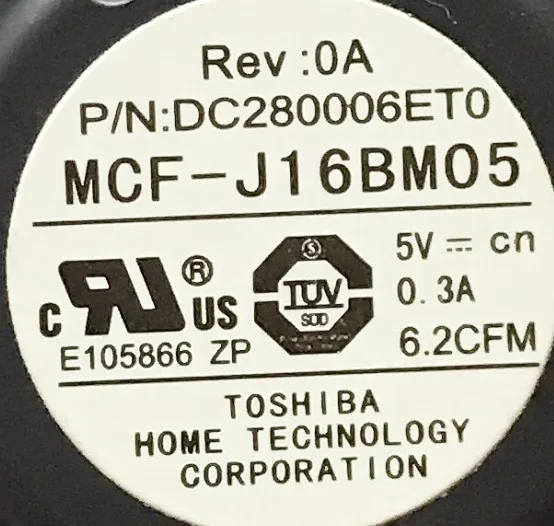 Rev :0A
P/N:DC280006ET0
MCF-J16BM05
c RU ® US
E105866 ZP
TÜV
SÜD
5V ⎓ cn
0.3A
6.2CFM
TOSHIBA
HOME TECHNOLOGY
CORPORATION